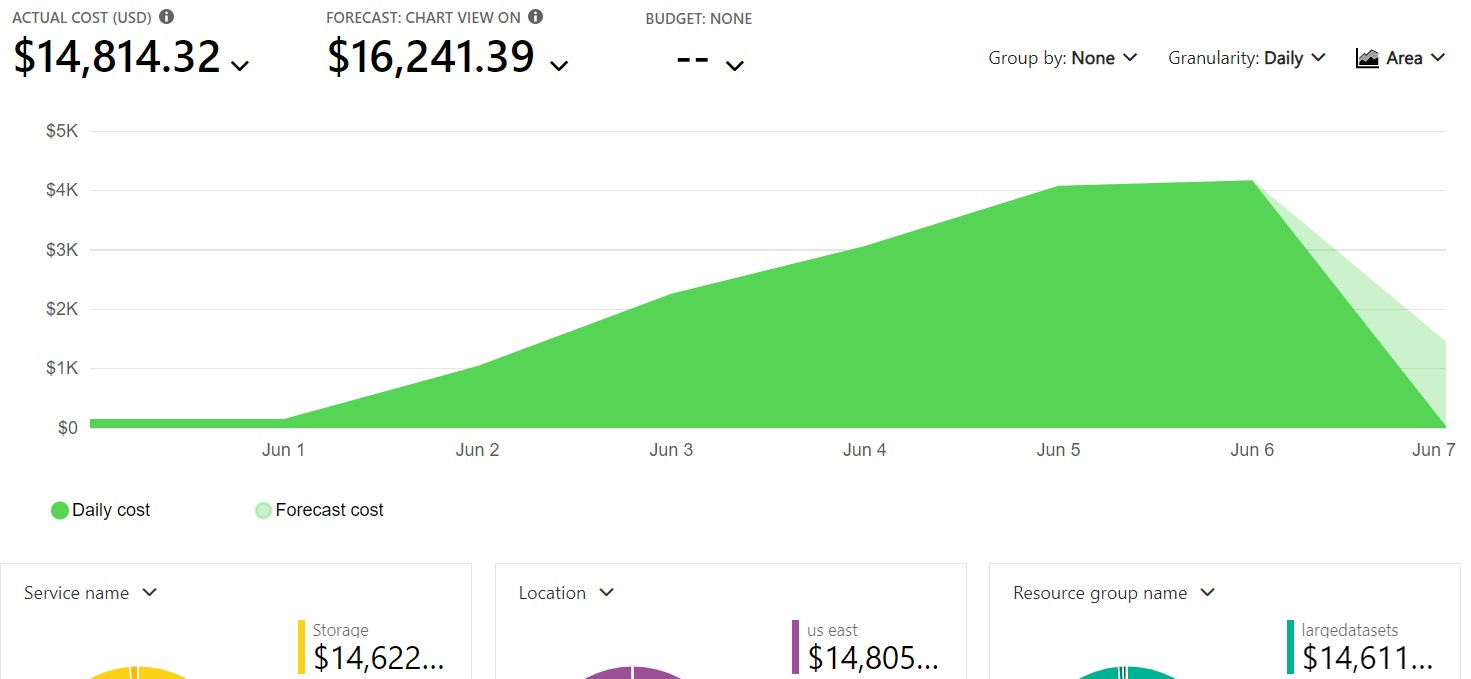 ACTUAL COST (USD)
$14,814.32
FORECAST: CHART VIEW ON
$16,241.39
BUDGET: NONE
--
Group by: None
Granularity: Daily
Area
$5K
$4K
$3K
$2K
$1K
$0
Jun 1 Jun 2 Jun 3 Jun 4 Jun 5 Jun 6 Jun 7
Daily cost Forecast cost
Service name
Storage
$14,622...
Location
us east
$14,805...
Resource group name
largedatasets
$14,611...